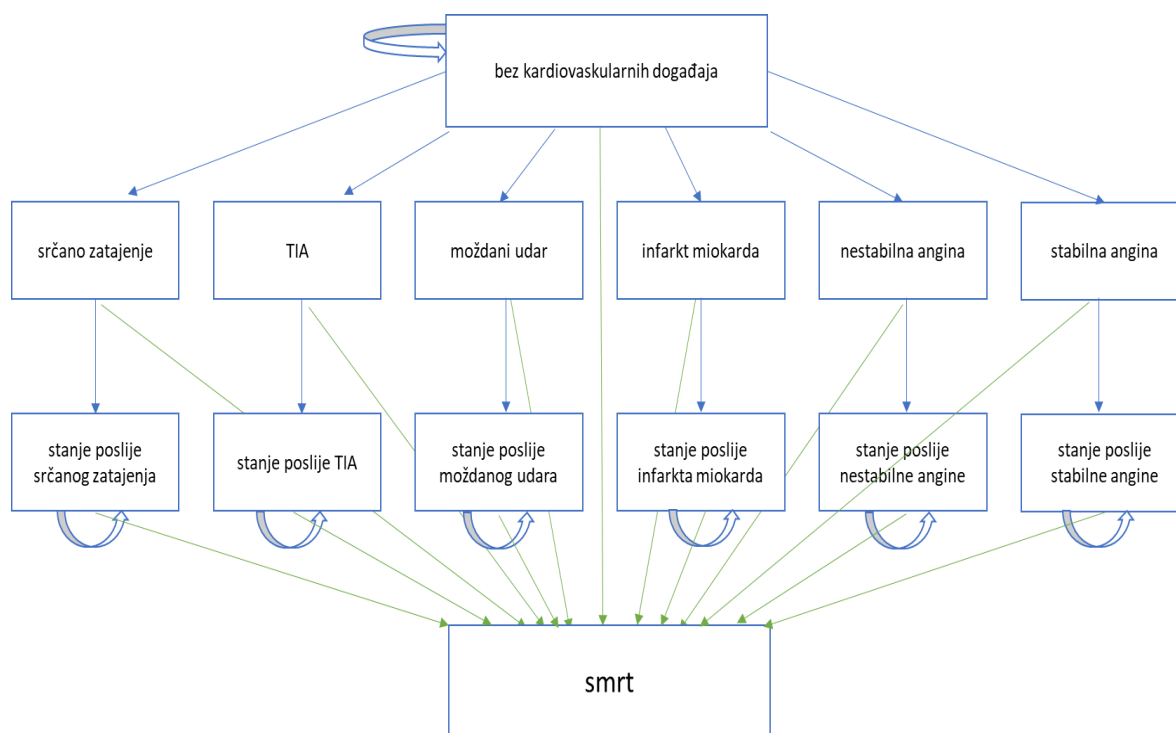 bez kardiovaskularnih događaja
srčano zatajenje
TIA
moždani udar
infarkt miokarda
nestabilna angina
stabilna angina
stanje poslije
srčanog zatajenja
stanje poslije TIA
stanje poslije
moždanog udara
stanje poslije
infarkta miokarda
stanje poslije
nestabilne angine
stanje poslije
stabilne angine
smrt